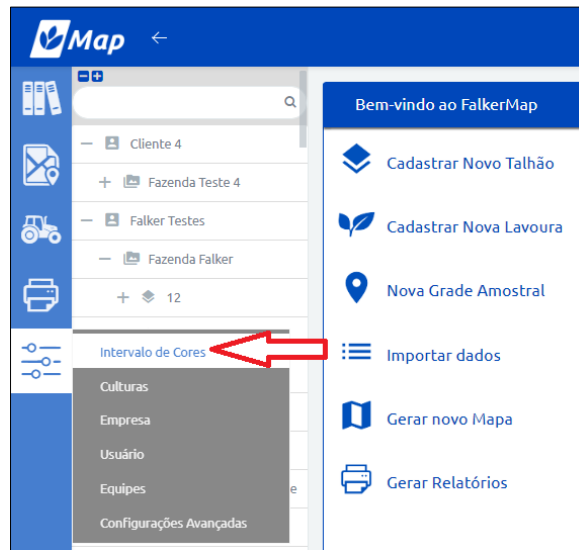 Map
Cliente 4
Fazenda Teste 4
Falker Testes
Fazenda Falker
12
Intervalo de Cores
Culturas
Empresa
Usuário
Equipes
e
Configurações Avançadas
Bem-vindo ao FalkerMap
Cadastrar Novo Talhão
Cadastrar Nova Lavoura
Nova Grade Amostral
Importar dados
Gerar novo Mapa
Gerar Relatórios